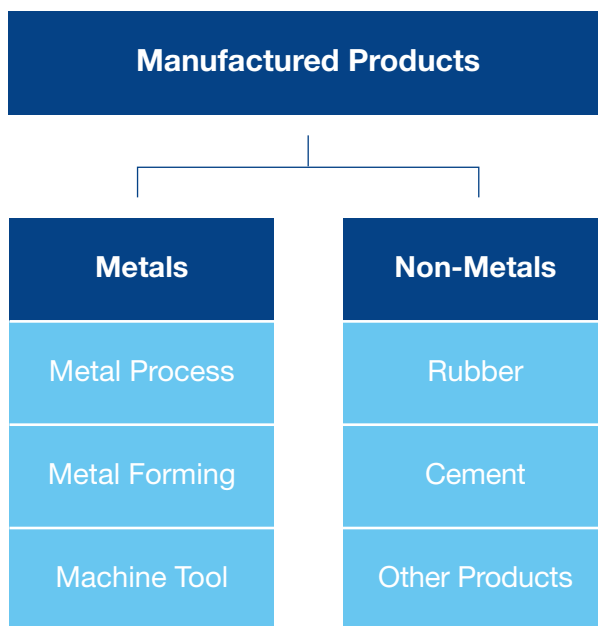 Manufactured Products
Metals
Metal Process
Metal Forming
Machine Tool
Non-Metals
Rubber
Cement
Other Products